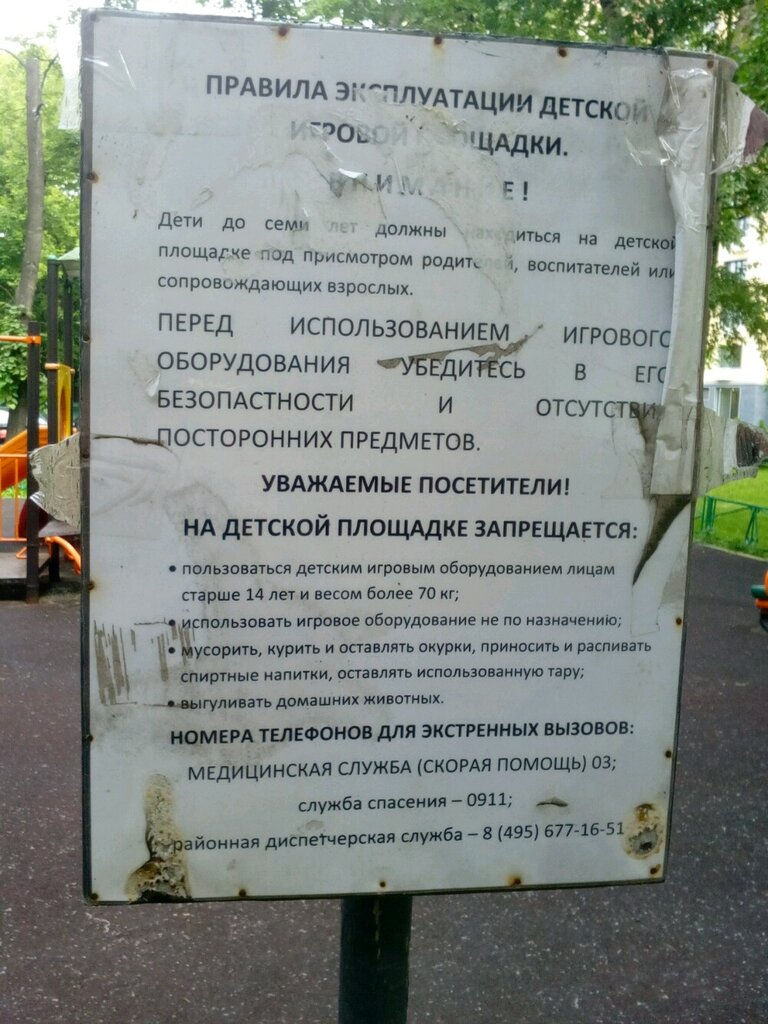 ПРАВИЛА ЭКСПЛУАТАЦИИ ДЕТСКОЙ
ИГРОВОЙ ПЛОЩАДКИ.
ВНИМАНИЕ!
Дети до семи лет должны находиться на детской
площадке под присмотром родителей, воспитателей или
сопровождающих взрослых.
ПЕРЕД ИСПОЛЬЗОВАНИЕМ ИГРОВОГО
ОБОРУДОВАНИЯ УБЕДИТЕСЬ В ЕГО
БЕЗОПАСТНОСТИ И ОТСУТСТВИИ
ПОСТОРОННИХ ПРЕДМЕТОВ.
УВАЖАЕМЫЕ ПОСЕТИТЕЛИ!
НА ДЕТСКОЙ ПЛОЩАДКЕ ЗАПРЕЩАЕТСЯ:
• пользоваться детским игровым оборудованием лицам
старше 14 лет и весом более 70 кг;
• использовать игровое оборудование не по назначению;
• мусорить, курить и оставлять окурки, приносить и распивать
спиртные напитки, оставлять использованную тару;
• выгуливать домашних животных.
НОМЕРА ТЕЛЕФОНОВ ДЛЯ ЭКСТРЕННЫХ ВЫЗОВОВ:
МЕДИЦИНСКАЯ СЛУЖБА (СКОРАЯ ПОМОЩЬ) 03;
служба спасения – 0911;
районная диспетчерская служба – 8 (495) 677-16-51